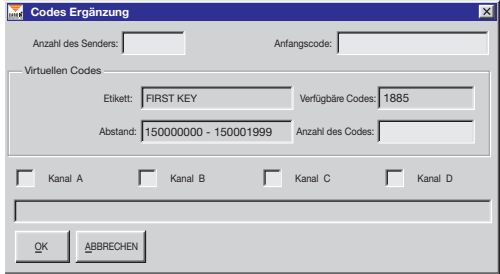 Codes Ergänzung
Anzahl des Senders:
Anfangscode:
Virtuellen Codes
Etikett: FIRST KEY
Verfügbäre Codes: 1885
Abstand: 150000000 - 150001999
Anzahl des Codes:
Kanal A
Kanal B
Kanal C
Kanal D
OK
ABBRECHEN